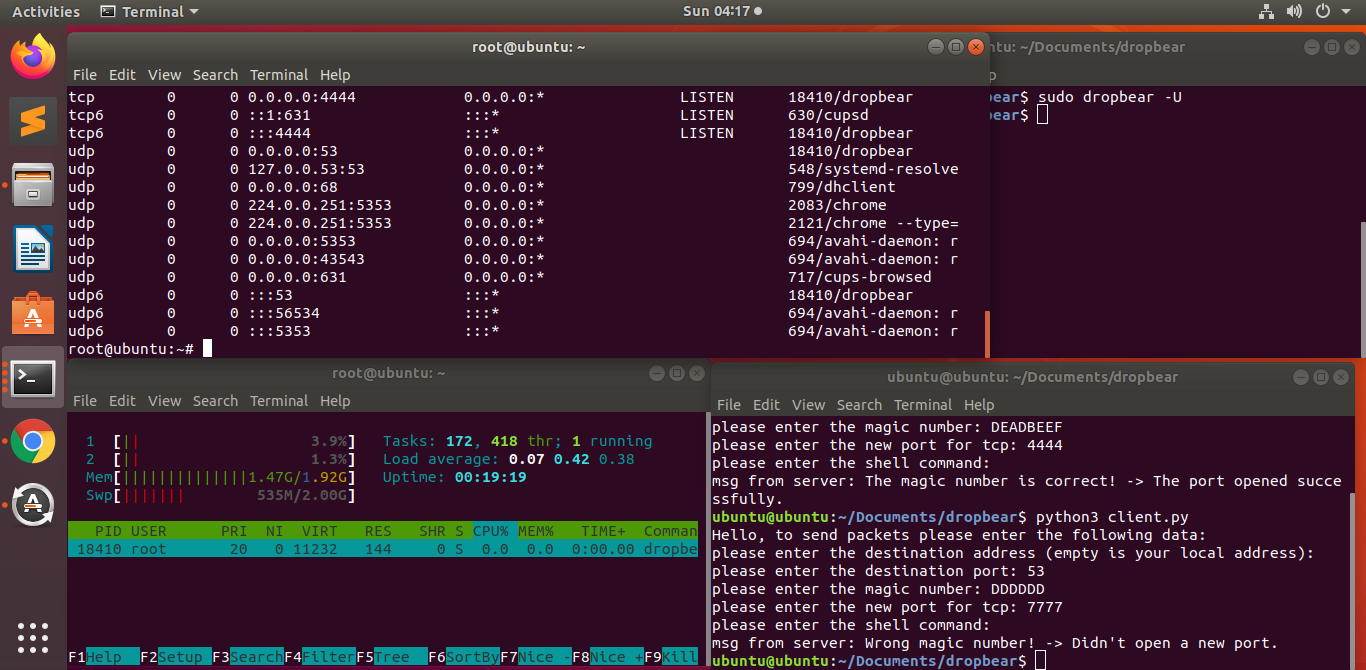 Activities Terminal Sun 04:17
root@ubuntu: ~
File Edit View Search Terminal Help
tcp 0 0 0.0.0.0:4444 0.0.0.0:* LISTEN 18410/dropbear
tcp6 0 0 ::1:631 :::* LISTEN 630/cupsd
tcp6 0 0 :::4444 :::* LISTEN 18410/dropbear
udp 0 0 0.0.0.0:53 0.0.0.0:* 18410/dropbear
udp 0 0 127.0.0.53:53 0.0.0.0:* 548/systemd-resolve
udp 0 0 0.0.0.0:68 0.0.0.0:* 799/dhclient
udp 0 0 224.0.0.251:5353 0.0.0.0:* 2083/chrome
udp 0 0 224.0.0.251:5353 0.0.0.0:* 2121/chrome --type=
udp 0 0 0.0.0.0:5353 0.0.0.0:* 694/avahi-daemon: r
udp 0 0 0.0.0.0:43543 0.0.0.0:* 694/avahi-daemon: r
udp 0 0 0.0.0.0:631 0.0.0.0:* 717/cups-browsed
udp6 0 0 :::53 :::* 18410/dropbear
udp6 0 0 :::56534 :::* 694/avahi-daemon: r
udp6 0 0 :::5353 :::* 694/avahi-daemon: r
root@ubuntu:~#
tu: ~/Documents/dropbear
p
bear$ sudo dropbear -U
ear$
root@ubuntu: ~
File Edit View Search Terminal Help
1 [|| 3.9%] Tasks: 172, 418 thr; 1 running
2 [|| 1.3%] Load average: 0.07 0.42 0.38
Mem[||||||||||||||1.47G/1.92G] Uptime: 00:19:19
Swp[||||||| 535M/2.00G]
PID USER PRI NI VIRT RES SHR S CPU% MEM% TIME+ Comman
18410 root 20 0 11232 144 0 S 0.0 0.0 0:00.00 dropbe
F1Help F2Setup F3SearchF4FilterF5Tree F6SortByF7Nice -F8Nice +F9Kill
ubuntu@ubuntu: ~/Documents/dropbear
File Edit View Search Terminal Help
please enter the magic number: DEADBEEF
please enter the new port for tcp: 4444
please enter the shell command:
msg from server: The magic number is correct! -> The port opened succe
ssfully.
ubuntu@ubuntu:~/Documents/dropbear$ python3 client.py
Hello, to send packets please enter the following data:
please enter the destination address (empty is your local address):
please enter the destination port: 53
please enter the magic number: DDDDDD
please enter the new port for tcp: 7777
please enter the shell command:
msg from server: Wrong magic number! -> Didn't open a new port.
ubuntu@ubuntu:~/Documents/dropbear$